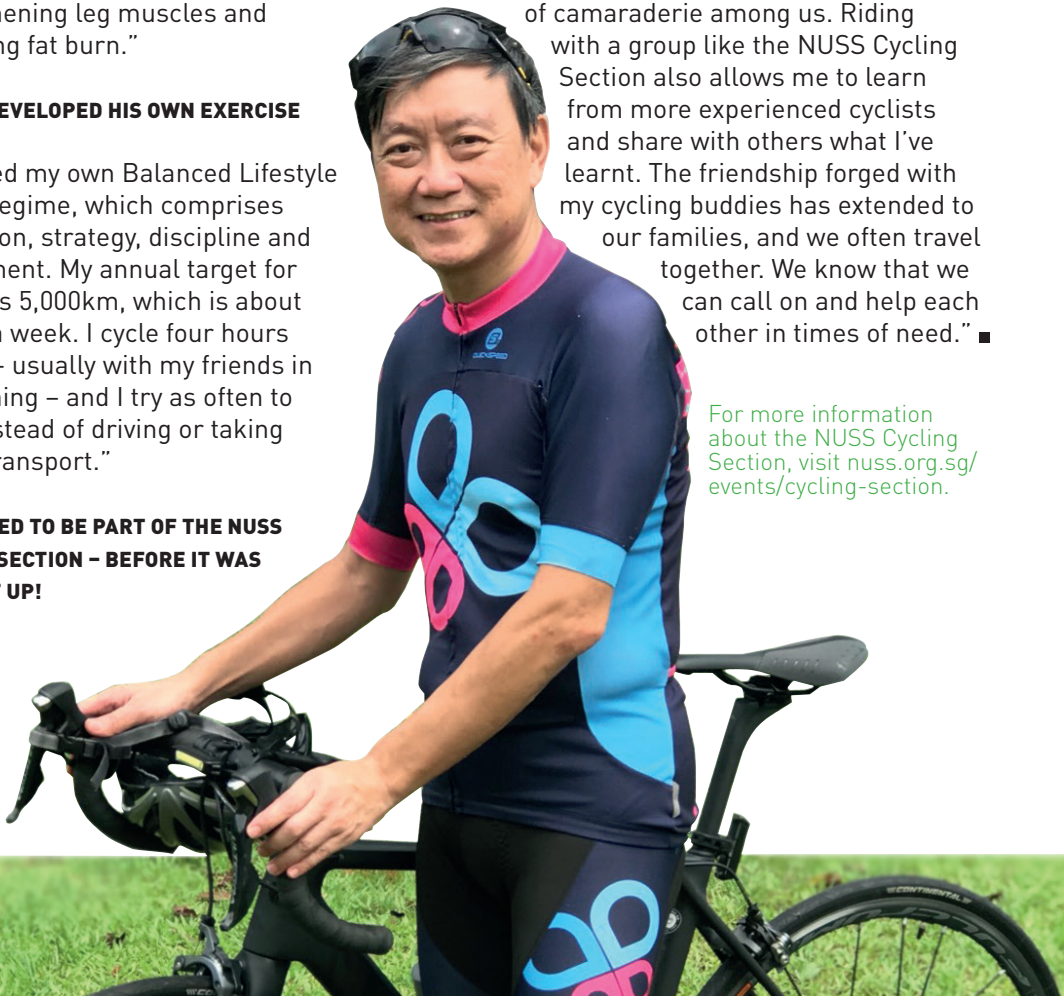 ening leg muscles and
ng fat burn.”
EVELOPED HIS OWN EXERCISE
ed my own Balanced Lifestyle
egime, which comprises
on, strategy, discipline and
ment. My annual target for
s 5,000km, which is about
week. I cycle four hours
– usually with my friends in
ing – and I try as often to
stead of driving or taking
ransport.”
ED TO BE PART OF THE NUSS
SECTION – BEFORE IT WAS
UP!
of camaraderie among us. Riding
with a group like the NUSS Cycling
Section also allows me to learn
from more experienced cyclists
and share with others what I’ve
learnt. The friendship forged with
my cycling buddies has extended to
our families, and we often travel
together. We know that we
can call on and help each
other in times of need.” ■
For more information
about the NUSS Cycling
Section, visit nuss.org.sg/
events/cycling-section.
CONTINENTAL